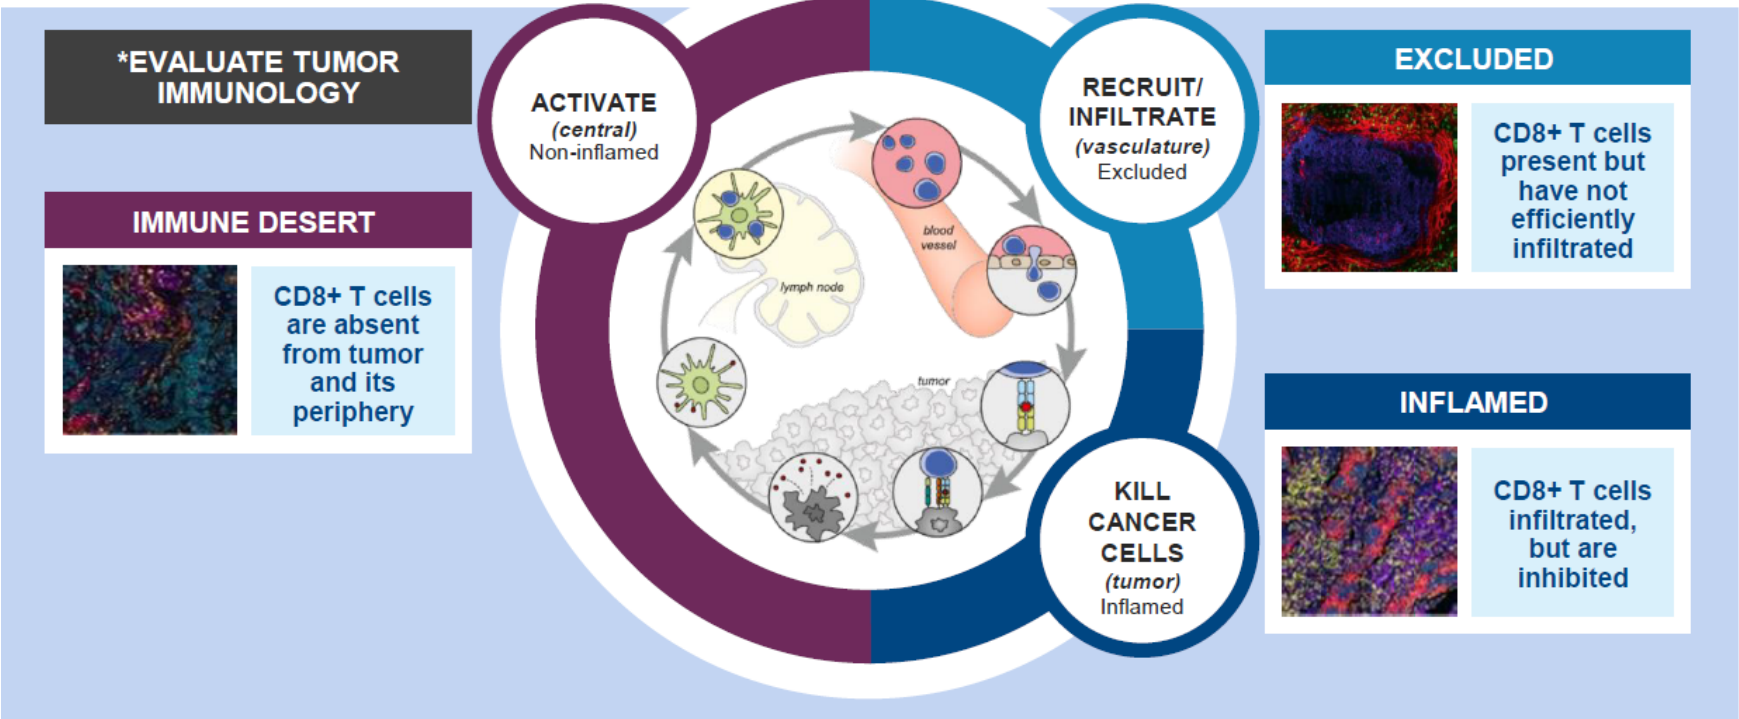 *EVALUATE TUMOR
IMMUNOLOGY
IMMUNE DESERT
CD8+ T cells
are absent
from tumor
and its
periphery
ACTIVATE
(central)
Non-inflamed
RECRUIT/
INFILTRATE
(vasculature)
Excluded
blood
vessel
lymph node
tumor
KILL
CANCER
CELLS
(tumor)
Inflamed
EXCLUDED
CD8+ T cells
present but
have not
efficiently
infiltrated
INFLAMED
CD8+ T cells
infiltrated,
but are
inhibited